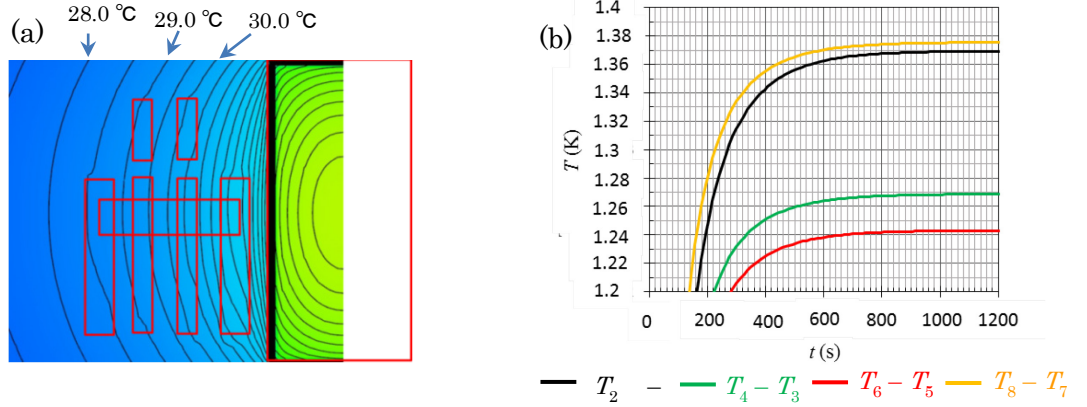 (a)
28.0 ℃
29.0 ℃
30.0 ℃
(b)
1.38
1.36
1.34
1.32
1.3
1.28
1.26
1.24
1.22
1.2
T (K)
0 200 400 600 800 1000 1200
t (s)
T2 – T4 – T3 T6 – T5 T8 – T7